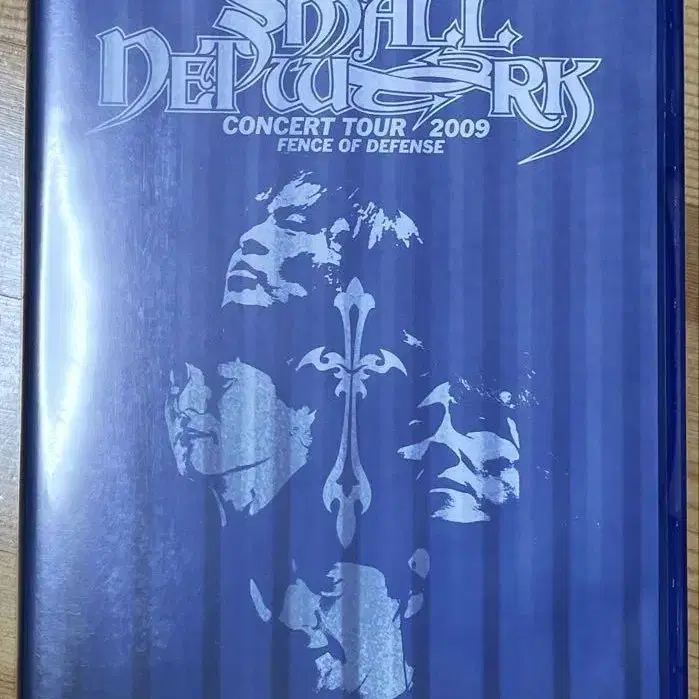 SMALL
NETWORK
CONCERT TOUR 2009
FENCE OF DEFENSE